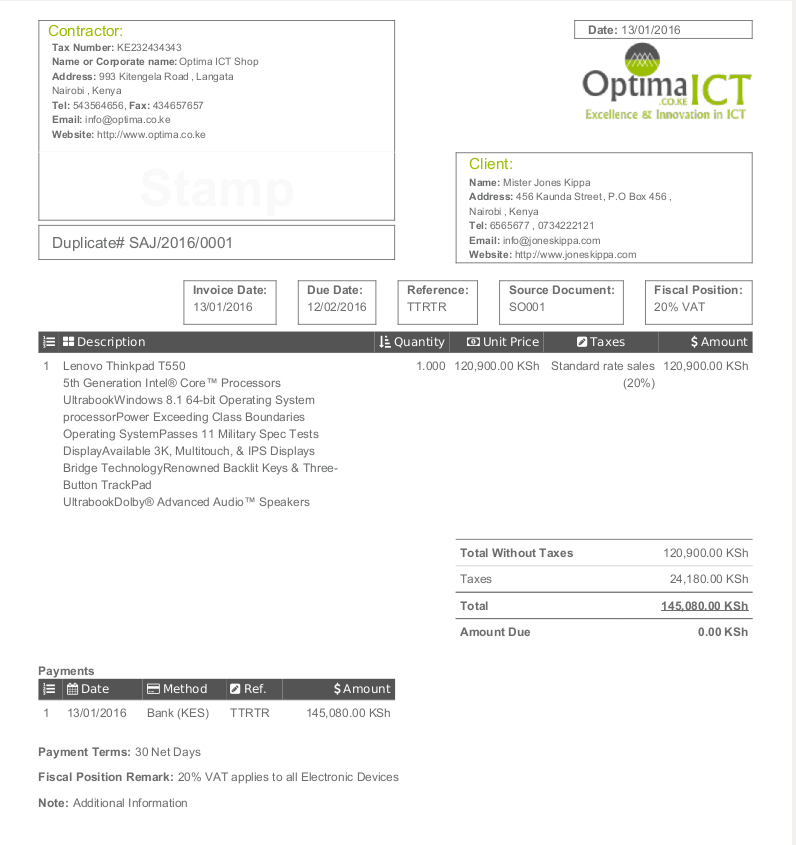 Contractor:
Tax Number: KE232434343
Name or Corporate name: Optima ICT Shop
Address: 993 Kitengela Road , Langata
Nairobi , Kenya
Tel: 543564656, Fax: 434657657
Email: info@optima.co.ke
Website: http://www.optima.co.ke
Stamp
Duplicate# SAJ/2016/0001
Date: 13/01/2016
OptimaICT
.CO.KE
Excellence & Innovation in ICT
Client:
Name: Mister Jones Kippa
Address: 456 Kaunda Street, P.O Box 456 ,
Nairobi , Kenya
Tel: 6565677 , 0734222121
Email: info@joneskippa.com
Website: http://www.joneskippa.com
Invoice Date: Due Date: Reference: Source Document: Fiscal Position:
13/01/2016 12/02/2016 TTRTR SO001 20% VAT
Description Quantity Unit Price Taxes $ Amount
1 Lenovo Thinkpad T550 1.000 120,900.00 KSh Standard rate sales 120,900.00 KSh
5th Generation Intel® Core™ Processors (20%)
UltrabookWindows 8.1 64-bit Operating System
processorPower Exceeding Class Boundaries
Operating SystemPasses 11 Military Spec Tests
DisplayAvailable 3K, Multitouch, & IPS Displays
Bridge TechnologyRenowned Backlit Keys & Three-
Button TrackPad
UltrabookDolby® Advanced Audio™ Speakers
Total Without Taxes 120,900.00 KSh
Taxes 24,180.00 KSh
Total 145,080.00 KSh
Amount Due 0.00 KSh
Payments
Date Method Ref. $ Amount
1 13/01/2016 Bank (KES) TTRTR 145,080.00 KSh
Payment Terms: 30 Net Days
Fiscal Position Remark: 20% VAT applies to all Electronic Devices
Note: Additional Information